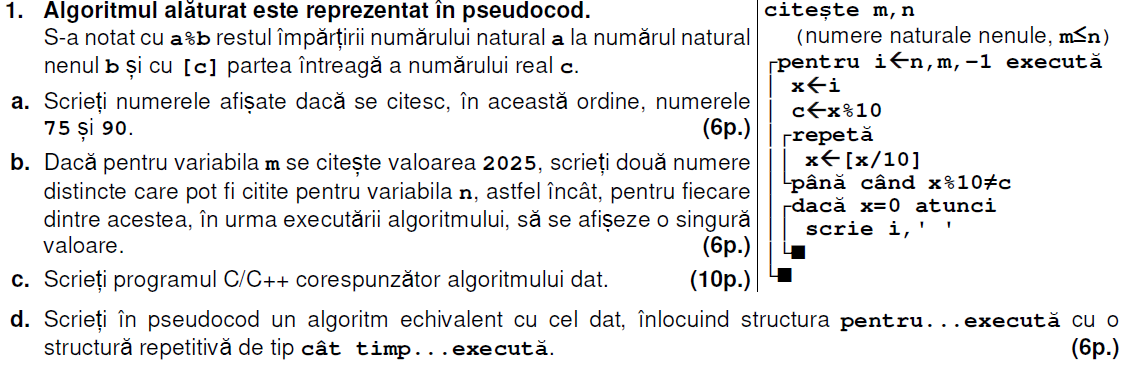 1. Algoritmul alăturat este reprezentat în pseudocod.
S-a notat cu a%b restul împărțirii numărului natural a la numărul natural
nenul b și cu [c] partea întreagă a numărului real c.
a. Scrieți numerele afișate dacă se citesc, în această ordine, numerele
75 și 90. (6p.)
b. Dacă pentru variabila m se citește valoarea 2025, scrieți două numere
distincte care pot fi citite pentru variabila n, astfel încât, pentru fiecare
dintre acestea, în urma executării algoritmului, să se afișeze o singură
valoare. (6p.)
c. Scrieți programul C/C++ corespunzător algoritmului dat. (10p.)
citește m,n
(numere naturale nenule, m≤n)
┌pentru i←n,m,-1 execută
│ x←i
│ c←x%10
│┌repetă
││ x←[x/10]
│└până când x%10≠c
│┌dacă x=0 atunci
││ scrie i,' '
│└■
└■
d. Scrieți în pseudocod un algoritm echivalent cu cel dat, înlocuind structura pentru...execută cu o
structură repetitivă de tip cât timp...execută. (6p.)